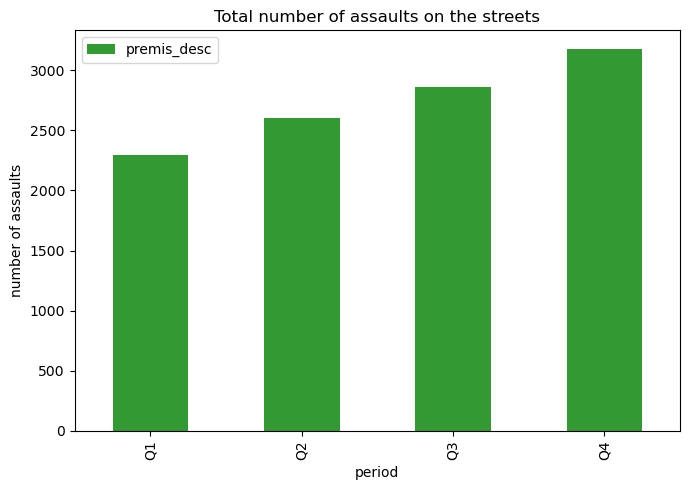 Total number of assaults on the streets
premis_desc
3000
2500
2000
1500
1000
500
0
number of assaults
Q1
Q2
Q3
Q4
period